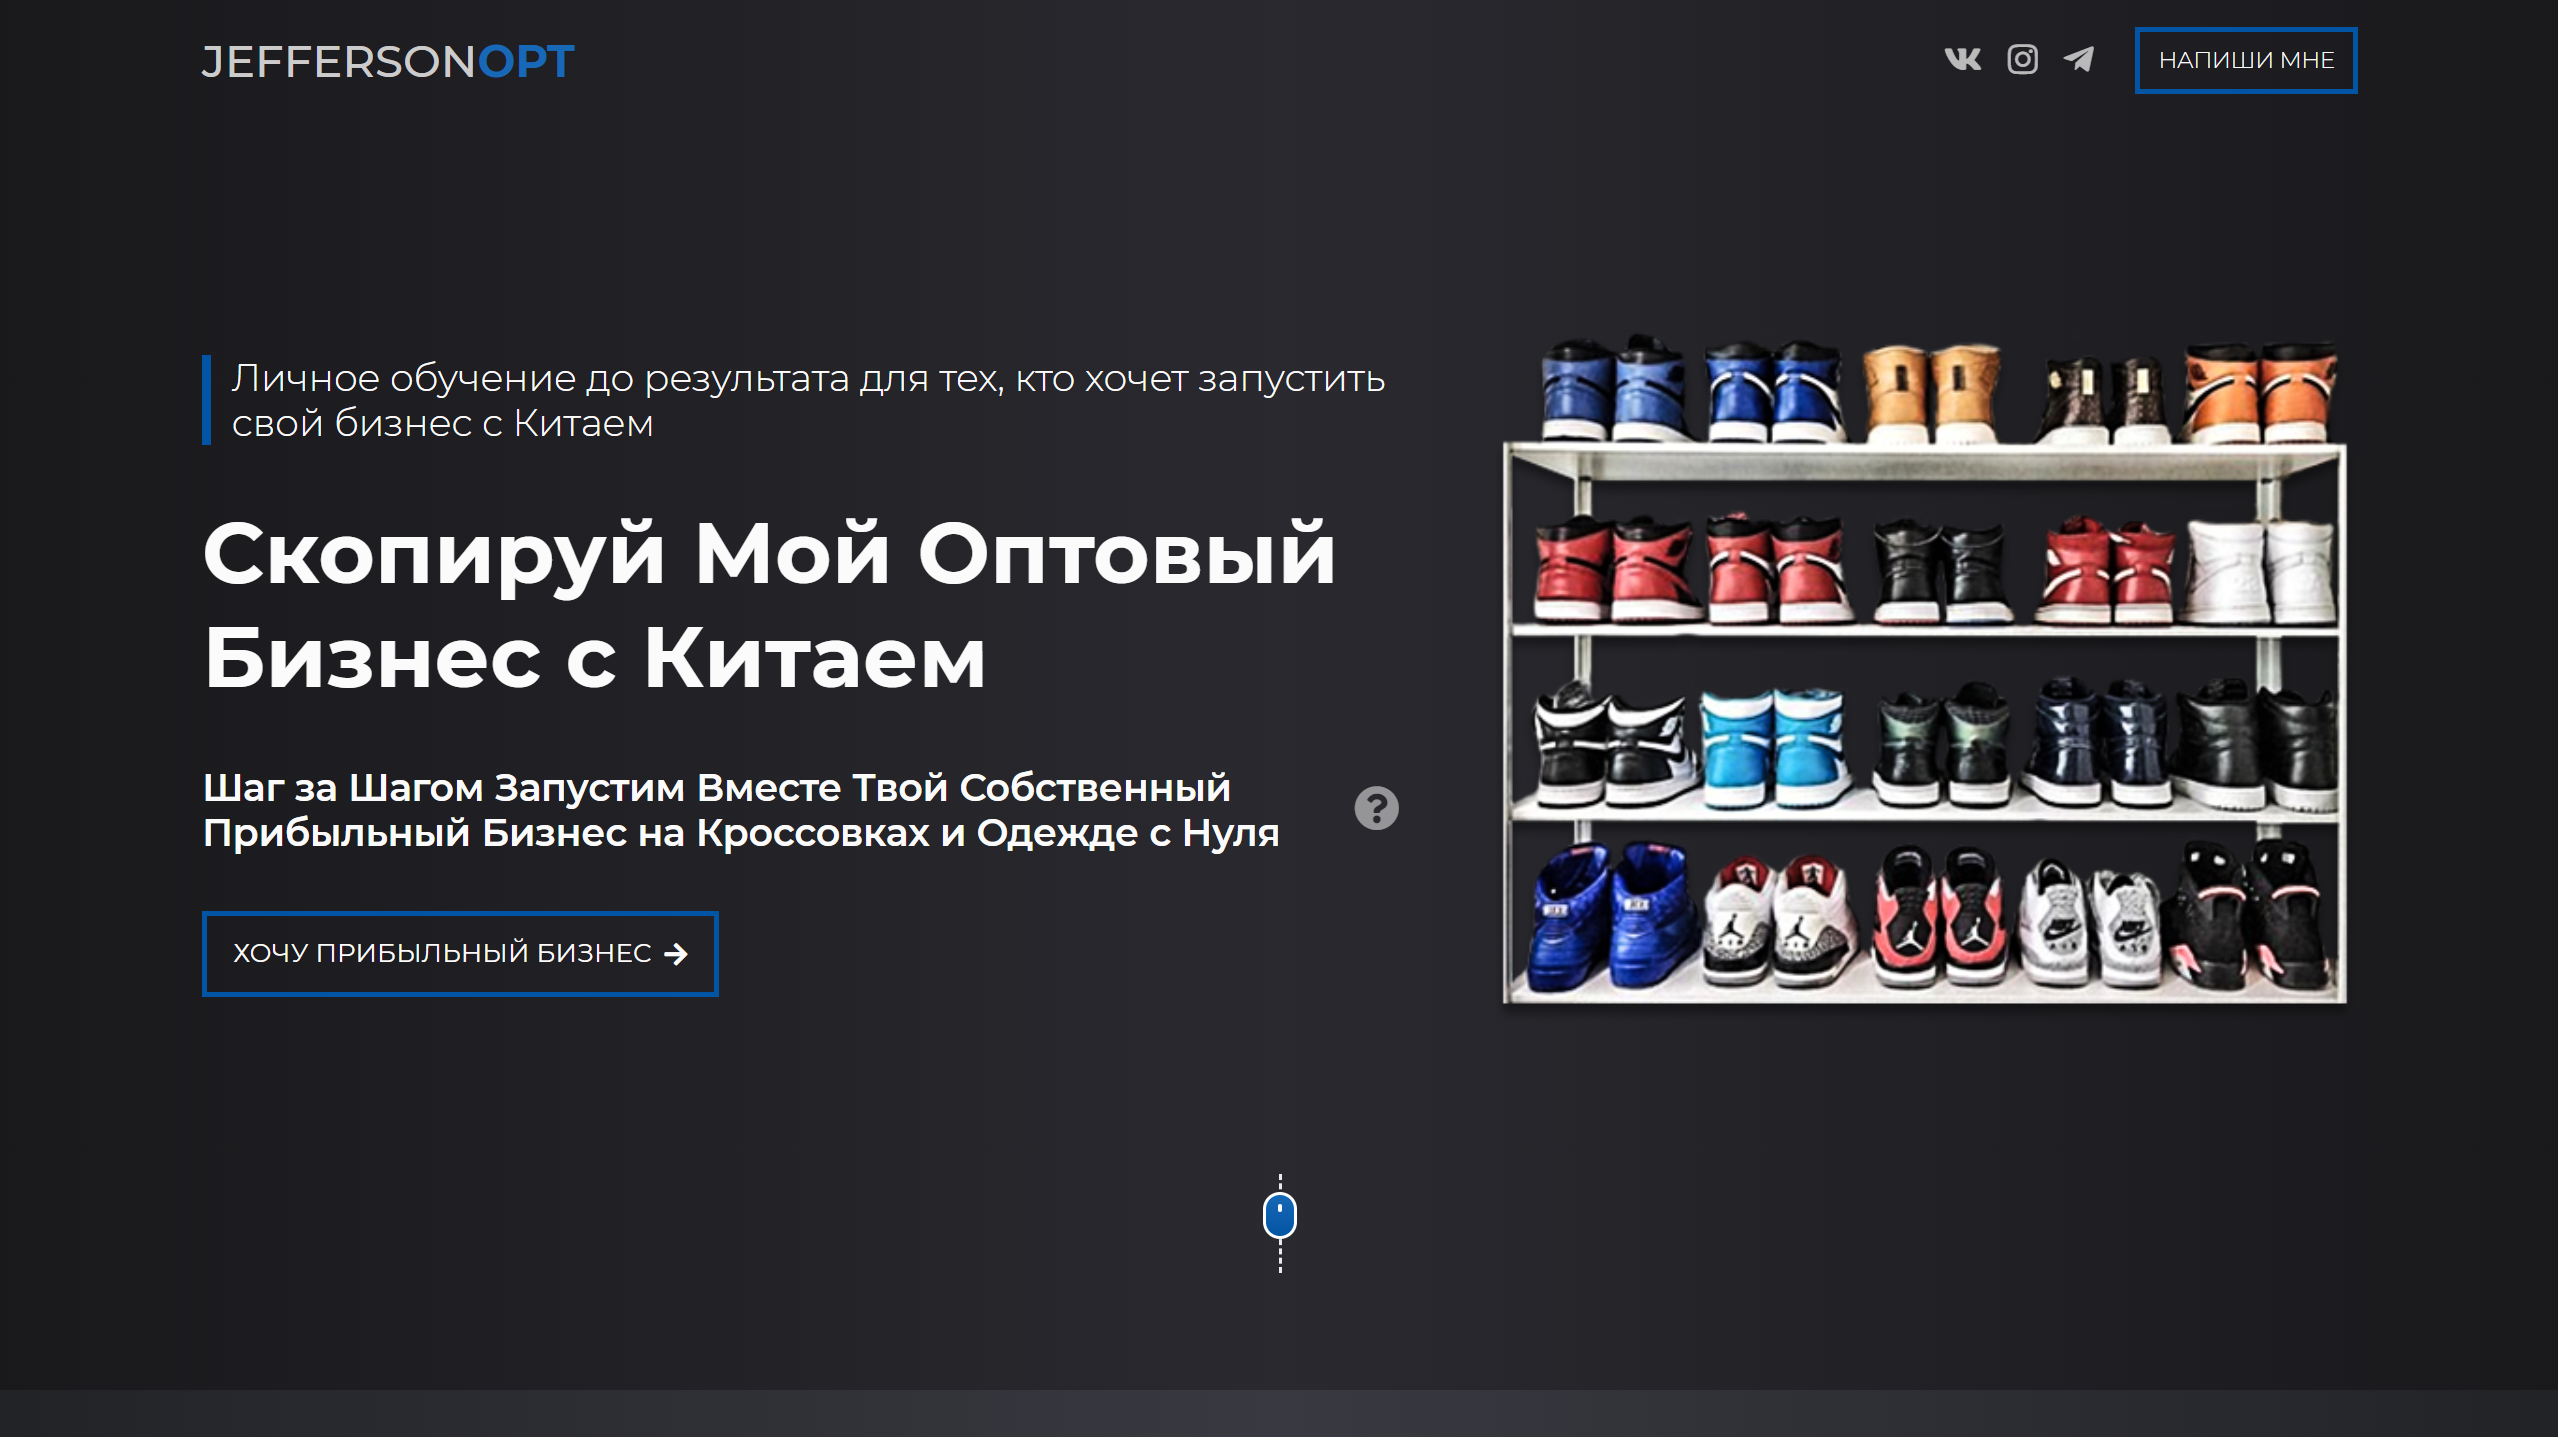 JEFFERSONOPT
НАПИШИ МНЕ
Личное обучение до результата для тех, кто хочет запустить
свой бизнес с Китаем
Скопируй Мой Оптовый
Бизнес с Китаем
Шаг за Шагом Запустим Вместе Твой Собственный
Прибыльный Бизнес на Кроссовках и Одежде с Нуля
?
ХОЧУ ПРИБЫЛЬНЫЙ БИЗНЕС →